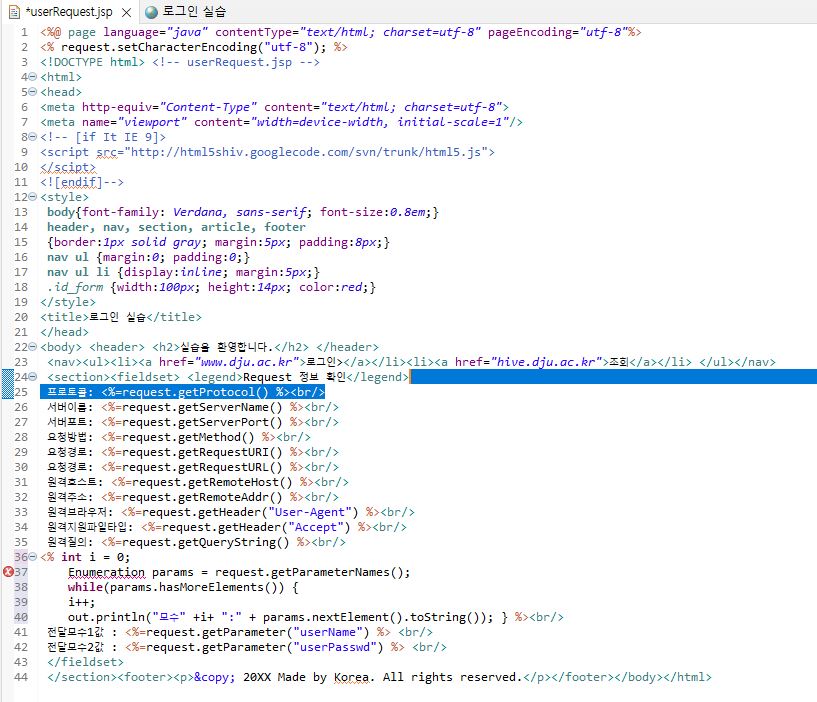 *userRequest.jsp 로그인 실습
1 <%@ page language="java" contentType="text/html; charset=utf-8" pageEncoding="utf-8"%>
2 <% request.setCharacterEncoding("utf-8"); %>
3 <!DOCTYPE html> <!-- userRequest.jsp -->
4 <html>
5 <head>
6 <meta http-equiv="Content-Type" content="text/html; charset=utf-8">
7 <meta name="viewport" content="width=device-width, initial-scale=1"/>
8 <!-- [if It IE 9]>
9 <script src="http://html5shiv.googlecode.com/svn/trunk/html5.js">
10 </scipt>
11 <![endif]-->
12 <style>
13 body{font-family: Verdana, sans-serif; font-size:0.8em;}
14 header, nav, section, article, footer
15 {border:1px solid gray; margin:5px; padding:8px;}
16 nav ul {margin:0; padding:0;}
17 nav ul li {display:inline; margin:5px;}
18 .id_form {width:100px; height:14px; color:red;}
19 </style>
20 <title>로그인 실습</title>
21 </head>
22 <body> <header> <h2>실습을 환영합니다.</h2> </header>
23 <nav><ul><li><a href="www.dju.ac.kr">로그인></a></li><li><a href="hive.dju.ac.kr">조회</a></li> </ul></nav>
24 <section><fieldset> <legend>Request 정보 확인</legend>
25 프로토콜: <%=request.getProtocol() %><br/>
26 서버이름: <%=request.getServerName() %><br/>
27 서버포트: <%=request.getServerPort() %><br/>
28 요청방법: <%=request.getMethod() %><br/>
29 요청경로: <%=request.getRequestURI() %><br/>
30 요청경로: <%=request.getRequestURL() %><br/>
31 원격호스트: <%=request.getRemoteHost() %><br/>
32 원격주소: <%=request.getRemoteAddr() %><br/>
33 원격브라우저: <%=request.getHeader("User-Agent") %><br/>
34 원격지원파일타입: <%=request.getHeader("Accept") %><br/>
35 원격질의: <%=request.getQueryString() %><br/>
36 <% int i = 0;
37 Enumeration params = request.getParameterNames();
38 while(params.hasMoreElements()) {
39 i++;
40 out.println("모수" +i+ ":" + params.nextElement().toString()); } %><br/>
41 전달모수1값 : <%=request.getParameter("userName") %> <br/>
42 전달모수2값 : <%=request.getParameter("userPasswd") %> <br/>
43 </fieldset>
44 </section><footer><p>&copy; 20XX Made by Korea. All rights reserved.</p></footer></body></html>